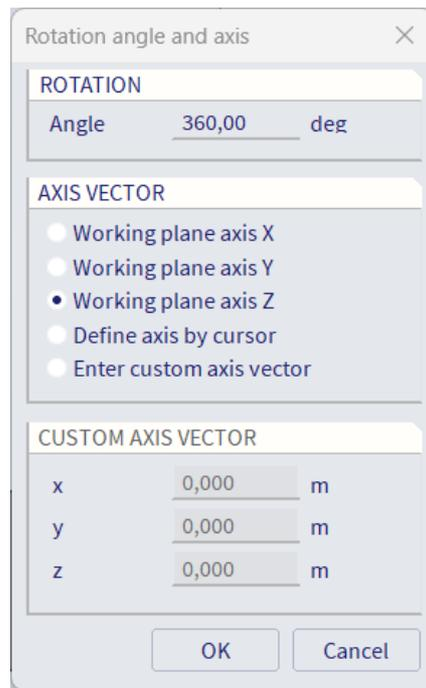 Rotation angle and axis
ROTATION
Angle 360,00 deg
AXIS VECTOR
Working plane axis X
Working plane axis Y
Working plane axis Z
Define axis by cursor
Enter custom axis vector
CUSTOM AXIS VECTOR
x 0,000 m
y 0,000 m
z 0,000 m
OK Cancel